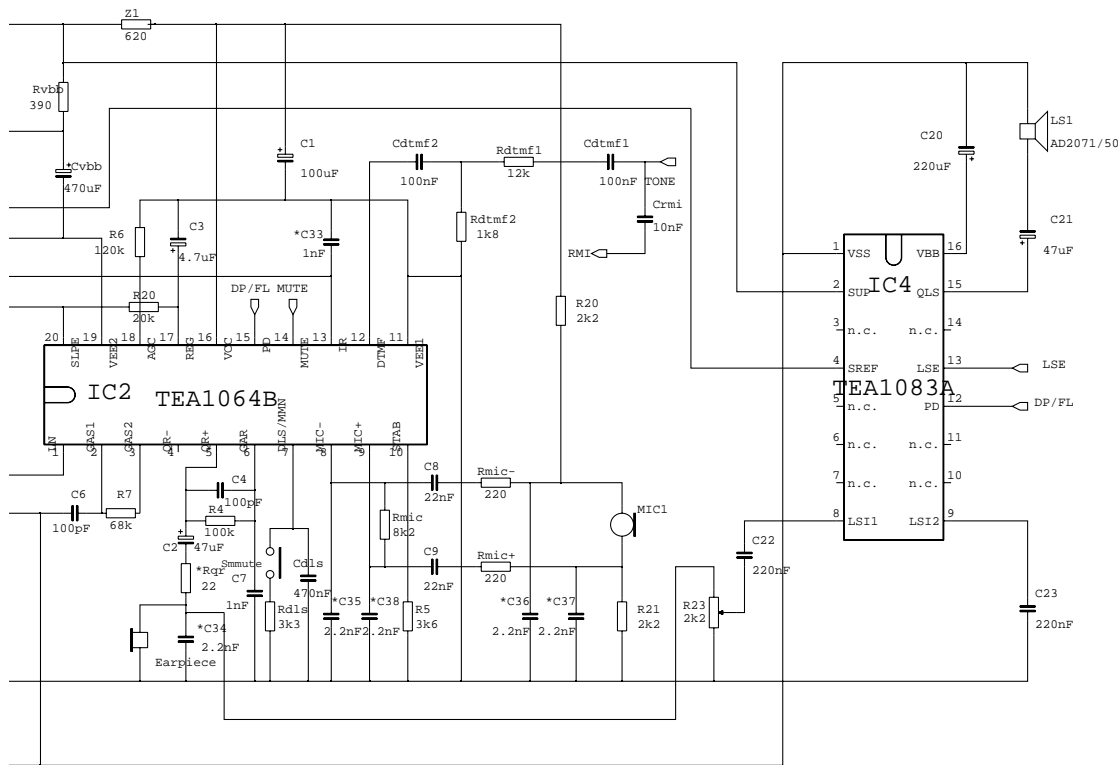 Z1
620
Rvbb
390
Cvbb
470uF
C1
100uF
Cdtmf2
100nF
Rdtmf1
12k
Cdtmf1
100nF
TONE
Crmi
10nF
RMI
Rdtmf2
1k8
R6
120k
C3
4.7uF
*C33
1nF
R20
20k
DP/FL
MUTE
R20
2k2
C20
220uF
LS1
AD2071/50
C21
47uF
20 19 18 17 16 15 14 13 12 11
SLPE VEE2 AGC REG VCC PD MUTE IR DTMF VEE1
IC2
TEA1064B
LN GAS1 GAS2 QR- QR+ GAR DLS/MMN MIC- MIC+ STAB
1 2 3 4 5 6 7 8 9 10
1 VSS VBB 16
IC4
2 SUP QLS 15
3 n.c. n.c. 14
4 SREF LSE 13
LSE
TEA1083A
5 n.c. PD 12
DP/FL
6 n.c. n.c. 11
7 n.c. n.c. 10
8 LSI1 LSI2 9
C6
100pF
R7
68k
C4
100pF
R4
100k
C2
47uF
*Rqr
22
C7
1nF
*C34
2.2nF
Earpiece
Smmute
Rdls
3k3
Cdls
470nF
*C35
2.2nF
*C38
2.2nF
Rmic
8k2
R5
3k6
C8
22nF
Rmic-
220
C9
22nF
Rmic+
220
*C36
2.2nF
*C37
2.2nF
MIC1
R21
2k2
R23
2k2
C22
220nF
C23
220nF